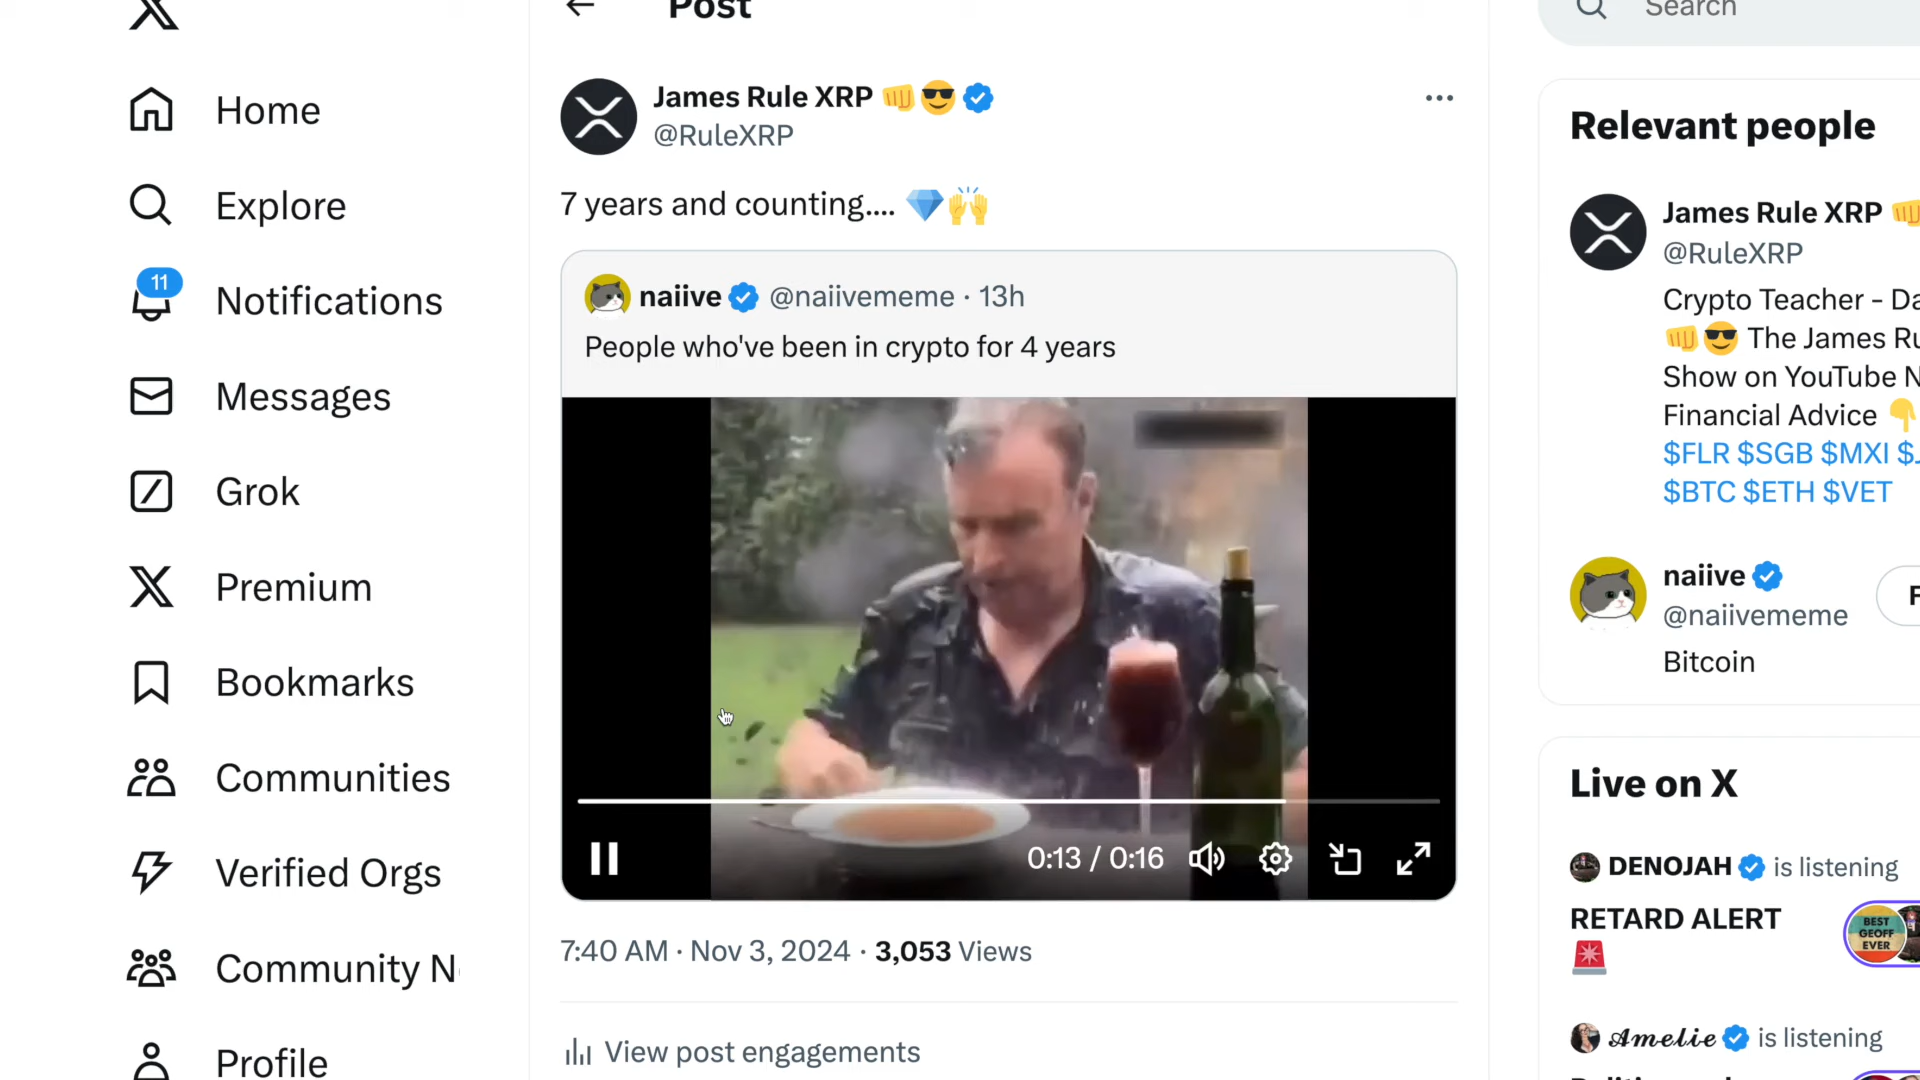 Post
Search
Home
Explore
11
Notifications
Messages
Grok
Premium
Bookmarks
Communities
Verified Orgs
Community N
Profile
James Rule XRP 👊😎
@RuleXRP
7 years and counting.... 💎🙌
naiive @naiivememe · 13h
People who've been in crypto for 4 years
0:13 / 0:16
7:40 AM · Nov 3, 2024 · 3,053 Views
View post engagements
Relevant people
James Rule XRP 👊
@RuleXRP
Crypto Teacher - Da
👊😎 The James Ru
Show on YouTube N
Financial Advice 👇
$FLR $SGB $MXI $
$BTC $ETH $VET
naiive
@naiivememe
F
Bitcoin
Live on X
DENOJAH is listening
RETARD ALERT
🚨
BEST
GEOFF
EVER
𝓐𝓶𝓮𝓵𝓲𝓮 is listening